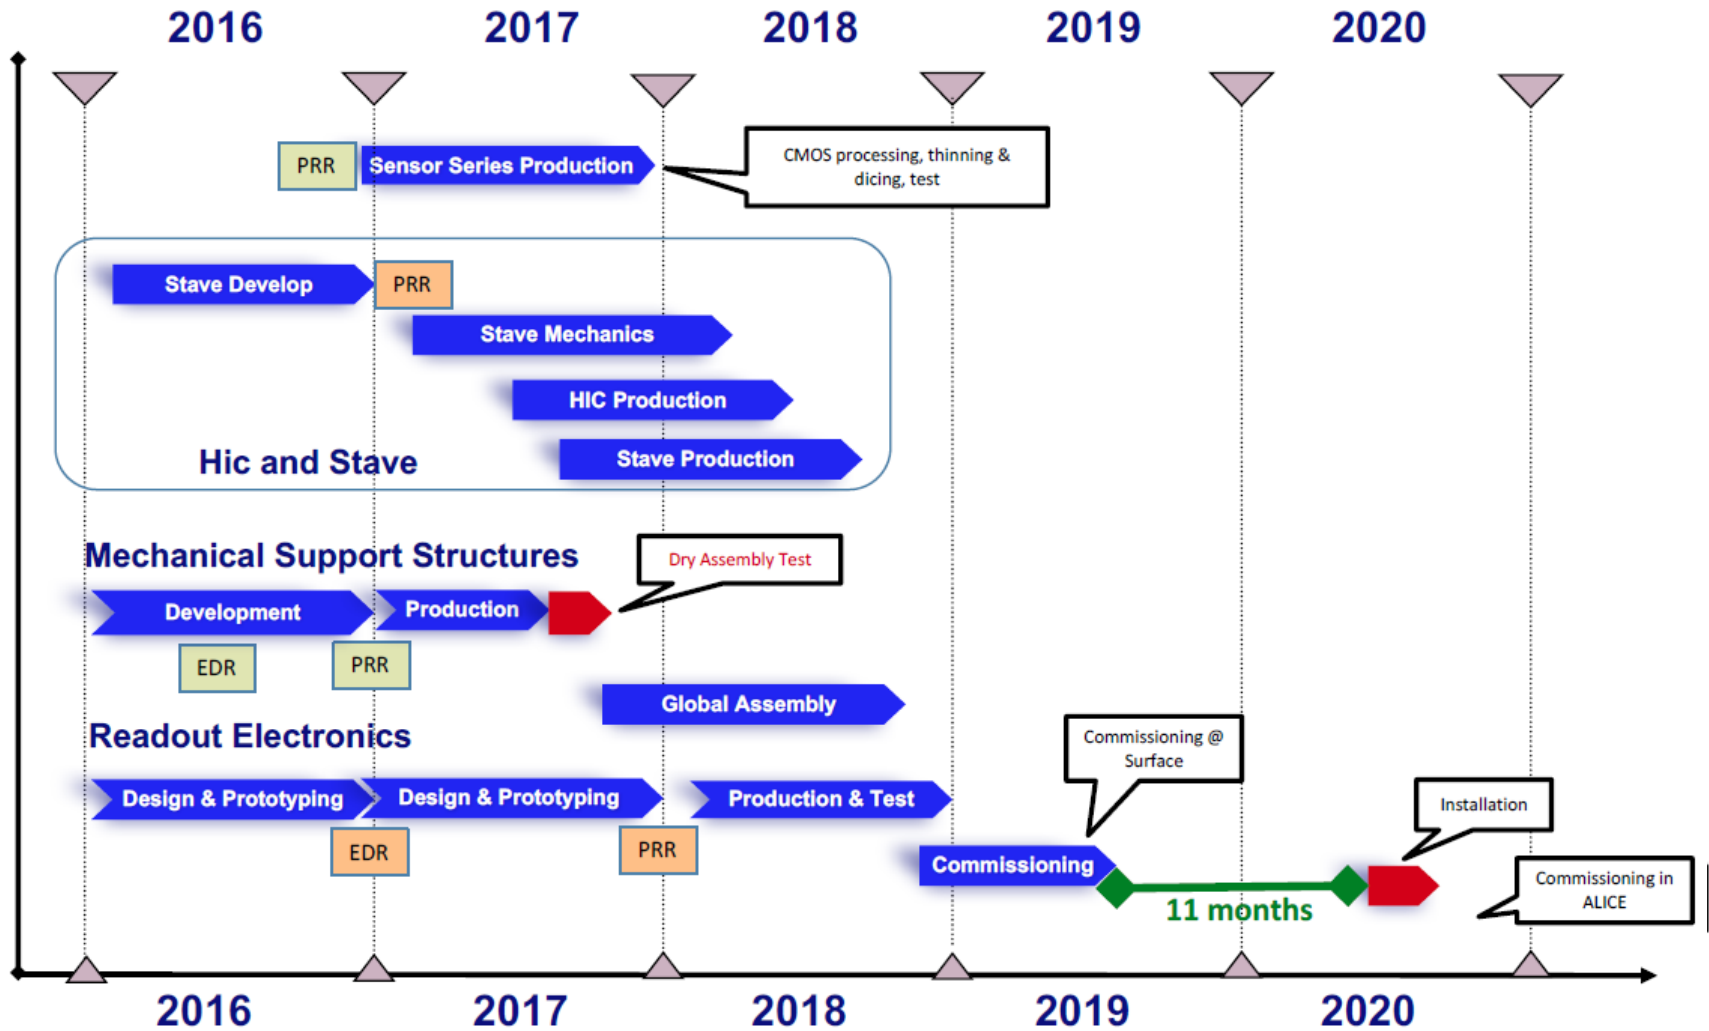 2016 2017 2018 2019 2020
PRR
Sensor Series Production
CMOS processing, thinning &
dicing, test
Stave Develop
PRR
Stave Mechanics
HIC Production
Hic and Stave
Stave Production
Mechanical Support Structures
Dry Assembly Test
Development
Production
EDR
PRR
Global Assembly
Readout Electronics
Commissioning @
Surface
Design & Prototyping
Design & Prototyping
Production & Test
Installation
EDR
PRR
Commissioning
11 months
Commissioning in
ALICE
2016 2017 2018 2019 2020